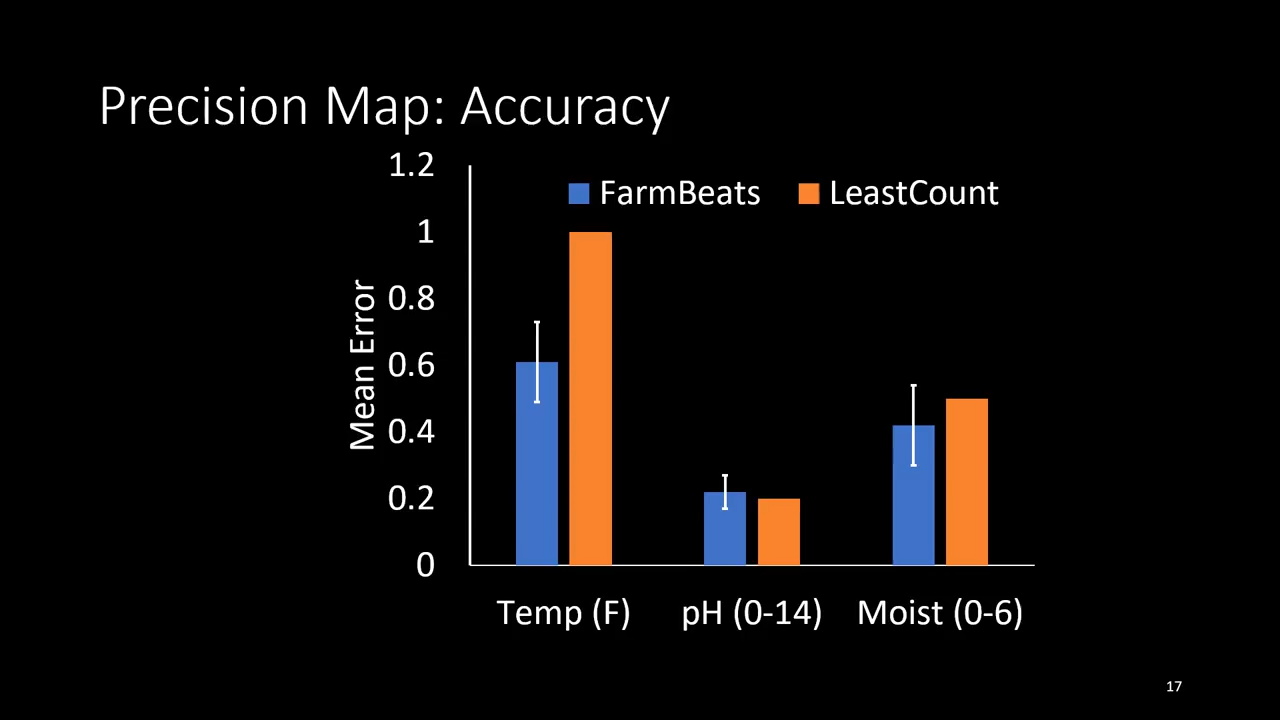 Precision Map: Accuracy
1.2
FarmBeats LeastCount
1
0.8
0.6
0.4
0.2
0
Mean Error
Temp (F) pH (0-14) Moist (0-6)
17